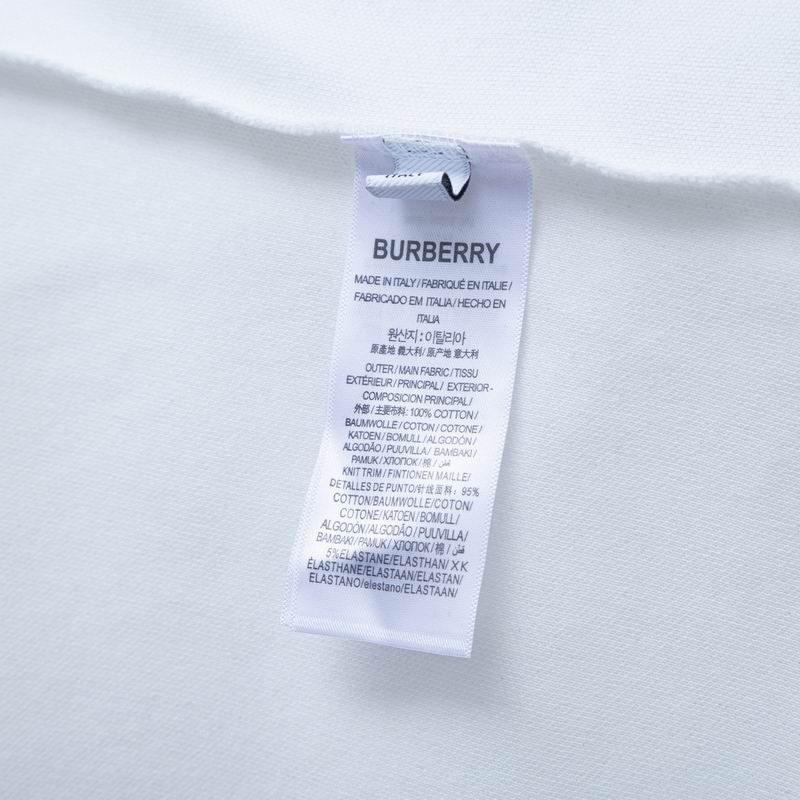 ITALY
BURBERRY
MADE IN ITALY / FABRIQUÉ EN ITALIE /
FABRICADO EM ITALIA / HECHO EN
ITALIA
원산지 : 이탈리아
原產地 義大利 / 原产地 意大利
OUTER / MAIN FABRIC / TISSU
EXTÉRIEUR / PRINCIPAL / EXTERIOR-
COMPOSICION PRINCIPAL /
外部 / 主要布料: 100% COTTON /
BAUMWOLLE / COTON / COTONE /
KATOEN / BOMULL / ALGODÓN /
ALGODÃO / PUUVILLA / BAMBAKI /
PAMUK / ХЛОПОК / 棉 / قطن
KNIT TRIM / FINTIONEN MAILLE/
DETALLES DE PUNTO/针线面料: 95%
COTTON/BAUMWOLLE/COTON/
COTONE/KATOEN/BOMULL/
ALGODÓN/ALGODÃO/PUUVILLA/
BAMBAKI/PAMUK/ХЛОПОК/棉/ قطن
5%ELASTANE/ELASTHAN/ XK
ÉLASTHANE/ELASTAAN/ELASTAN/
ELASTANO/elestano/ELASTAAN/